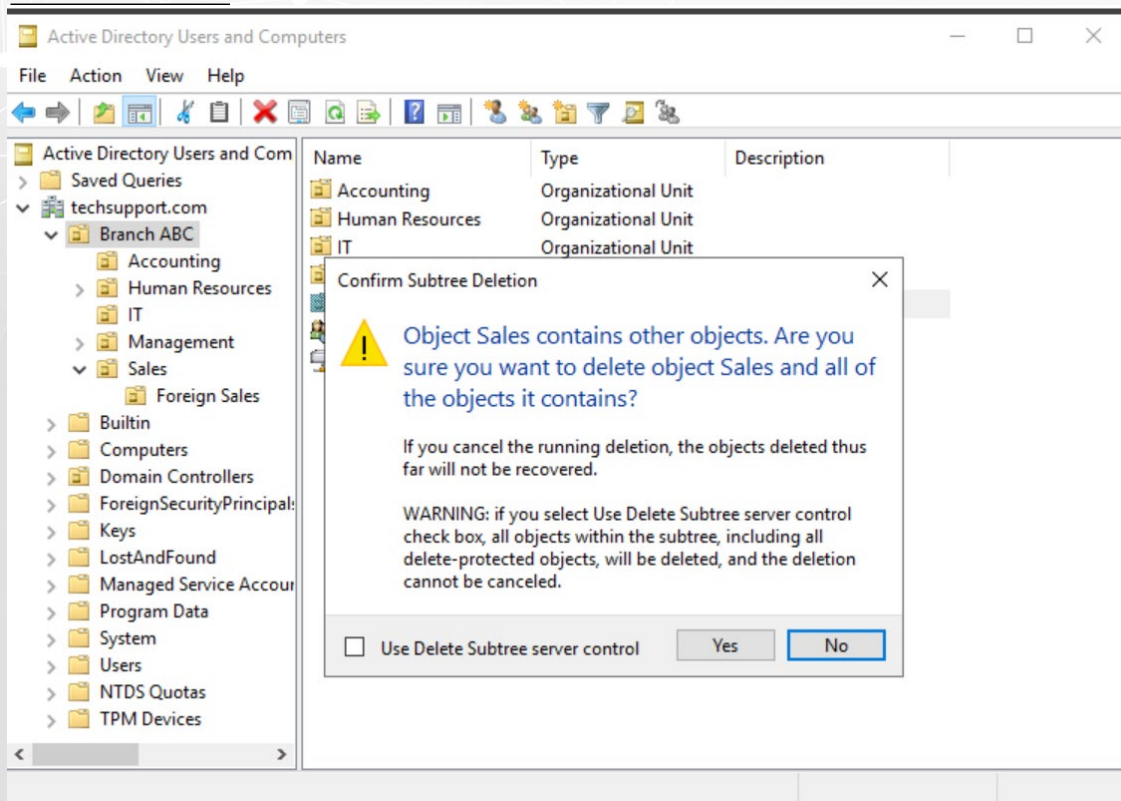 Active Directory Users and Computers
File Action View Help
Active Directory Users and Com
Saved Queries
techsupport.com
Branch ABC
Accounting
Human Resources
IT
Management
Sales
Foreign Sales
Builtin
Computers
Domain Controllers
ForeignSecurityPrincipals
Keys
LostAndFound
Managed Service Accour
Program Data
System
Users
NTDS Quotas
TPM Devices
Name Type Description
Accounting Organizational Unit
Human Resources Organizational Unit
IT Organizational Unit
Confirm Subtree Deletion
Object Sales contains other objects. Are you
sure you want to delete object Sales and all of
the objects it contains?
If you cancel the running deletion, the objects deleted thus
far will not be recovered.
WARNING: if you select Use Delete Subtree server control
check box, all objects within the subtree, including all
delete-protected objects, will be deleted, and the deletion
cannot be canceled.
Use Delete Subtree server control Yes No